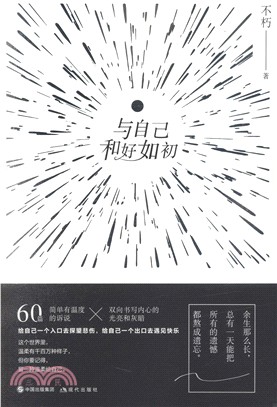 不朽
著
与自己
和好如初
60篇
简单有温度
的诉说
×
双向书写内心的
光亮和灰暗
给自己一个入口去探望悲伤，给自己一个出口去遇见快乐
这个世界里，
温柔有千百万种样子，
但你要记得，
余生那么长，
总有一天能把
所有的遗憾
都熬成遗忘。
中国出版集团
现代出版社